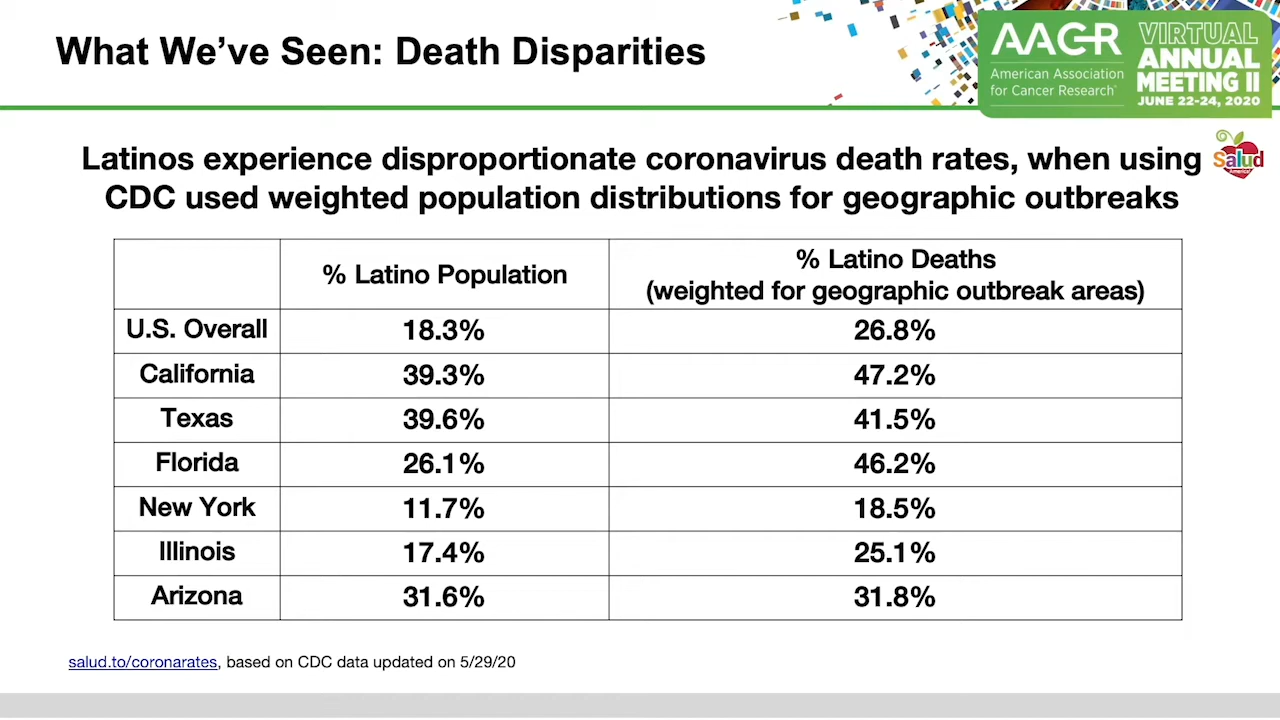 What We've Seen: Death Disparities
AACR
American Association
for Cancer Research
VIRTUAL
ANNUAL
MEETING II
JUNE 22-24, 2020
Latinos experience disproportionate coronavirus death rates, when using
CDC used weighted population distributions for geographic outbreaks
Salud
America!
% Latino Population
% Latino Deaths
(weighted for geographic outbreak areas)
U.S. Overall 18.3% 26.8%
California 39.3% 47.2%
Texas 39.6% 41.5%
Florida 26.1% 46.2%
New York 11.7% 18.5%
Illinois 17.4% 25.1%
Arizona 31.6% 31.8%
salud.to/coronarates, based on CDC data updated on 5/29/20